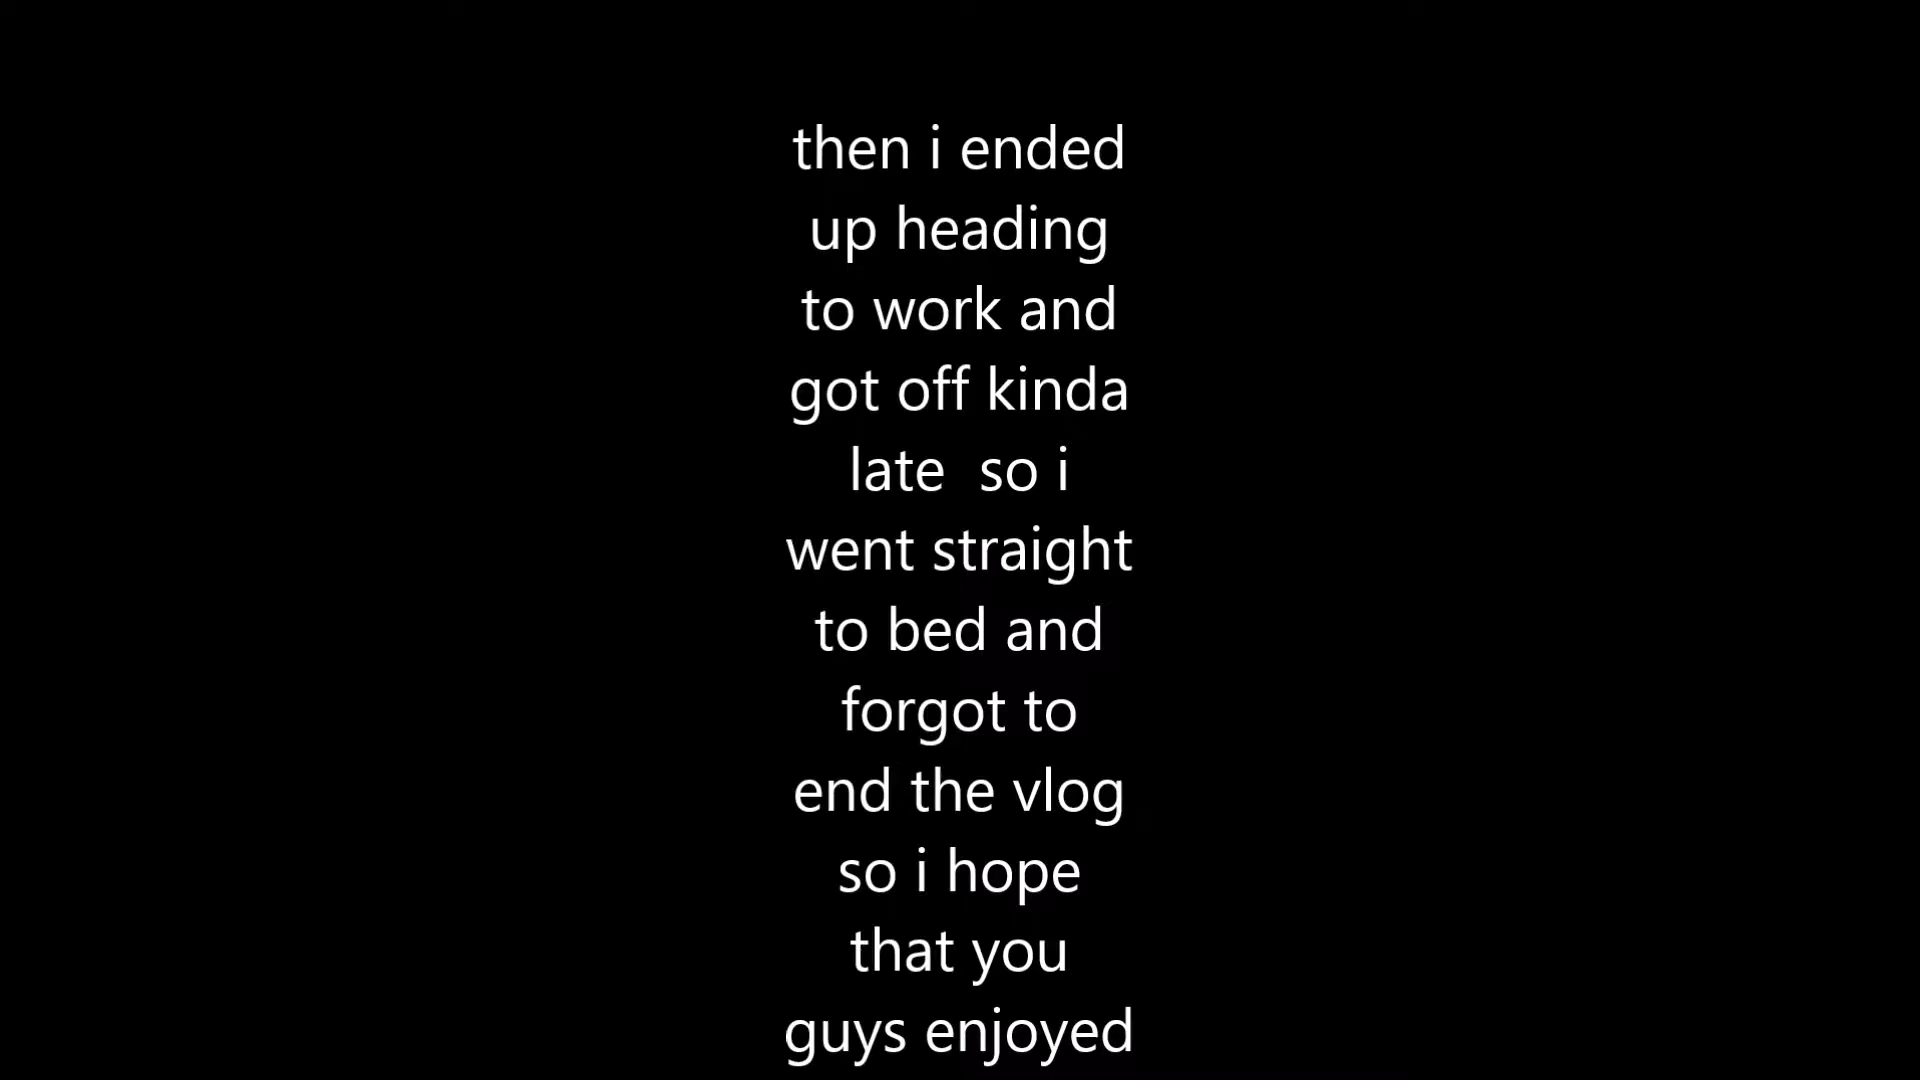 then i ended
up heading
to work and
got off kinda
late  so i
went straight
to bed and
forgot to
end the vlog
so i hope
that you
guys enjoyed